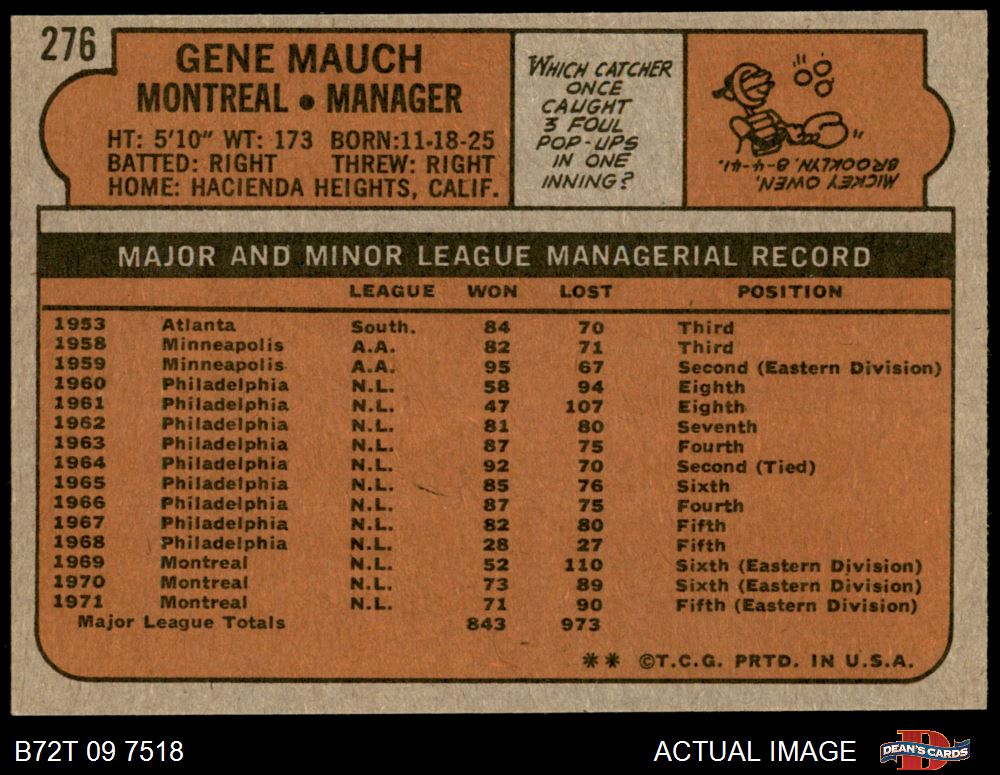 276
GENE MAUCH
MONTREAL • MANAGER
HT: 5'10" WT: 173 BORN:11-18-25
BATTED: RIGHT THREW: RIGHT
HOME: HACIENDA HEIGHTS, CALIF.
WHICH CATCHER
ONCE
CAUGHT
3 FOUL
POP-UPS
IN ONE
INNING?
MICKEY OWEN,
BROOKLYN, 8-4-41.
MAJOR AND MINOR LEAGUE MANAGERIAL RECORD
LEAGUE WON LOST POSITION
1953 Atlanta South. 84 70 Third
1958 Minneapolis A.A. 82 71 Third
1959 Minneapolis A.A. 95 67 Second (Eastern Division)
1960 Philadelphia N.L. 58 94 Eighth
1961 Philadelphia N.L. 47 107 Eighth
1962 Philadelphia N.L. 81 80 Seventh
1963 Philadelphia N.L. 87 75 Fourth
1964 Philadelphia N.L. 92 70 Second (Tied)
1965 Philadelphia N.L. 85 76 Sixth
1966 Philadelphia N.L. 87 75 Fourth
1967 Philadelphia N.L. 82 80 Fifth
1968 Philadelphia N.L. 28 27 Fifth
1969 Montreal N.L. 52 110 Sixth (Eastern Division)
1970 Montreal N.L. 73 89 Sixth (Eastern Division)
1971 Montreal N.L. 71 90 Fifth (Eastern Division)
Major League Totals 843 973
** ©T.C.G. PRTD. IN U.S.A.
B72T 09 7518 ACTUAL IMAGE
D
DEAN'S CARDS